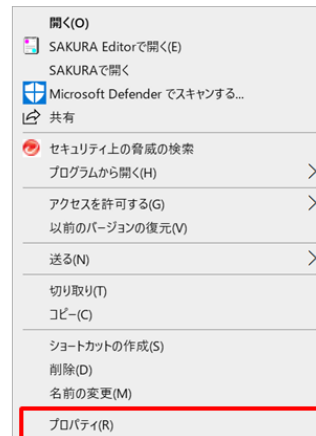 開く(O)
SAKURA Editorで開く(E)
SAKURAで開く
Microsoft Defender でスキャンする...
共有
セキュリティ上の脅威の検索
プログラムから開く(H)
アクセスを許可する(G)
以前のバージョンの復元(V)
送る(N)
切り取り(T)
コピー(C)
ショートカットの作成(S)
削除(D)
名前の変更(M)
プロパティ(R)